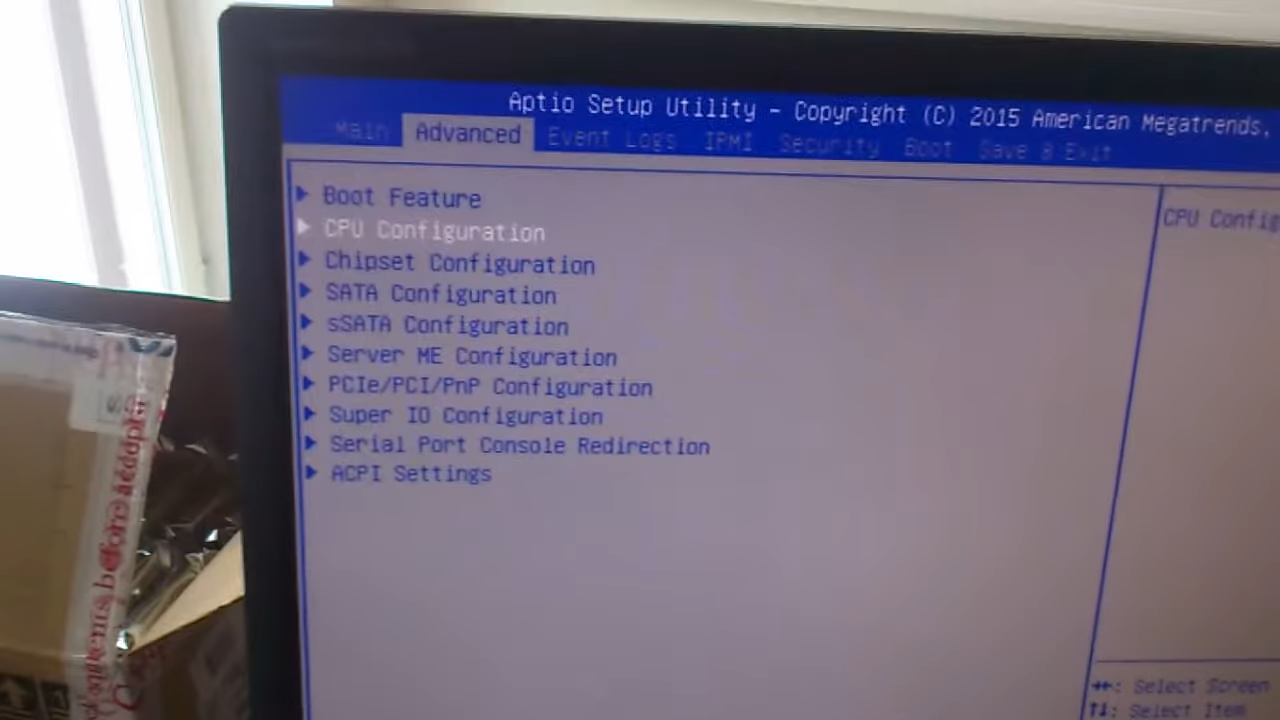 Aptio Setup Utility - Copyright (C) 2015 American Megatrends,
Main Advanced Event Logs IPMI Security Boot Save & Exit
Boot Feature
CPU Configuration
Chipset Configuration
SATA Configuration
sSATA Configuration
Server ME Configuration
PCIe/PCI/PnP Configuration
Super IO Configuration
Serial Port Console Redirection
ACPI Settings
CPU Config
↔: Select Screen
↑↓: Select Item
before